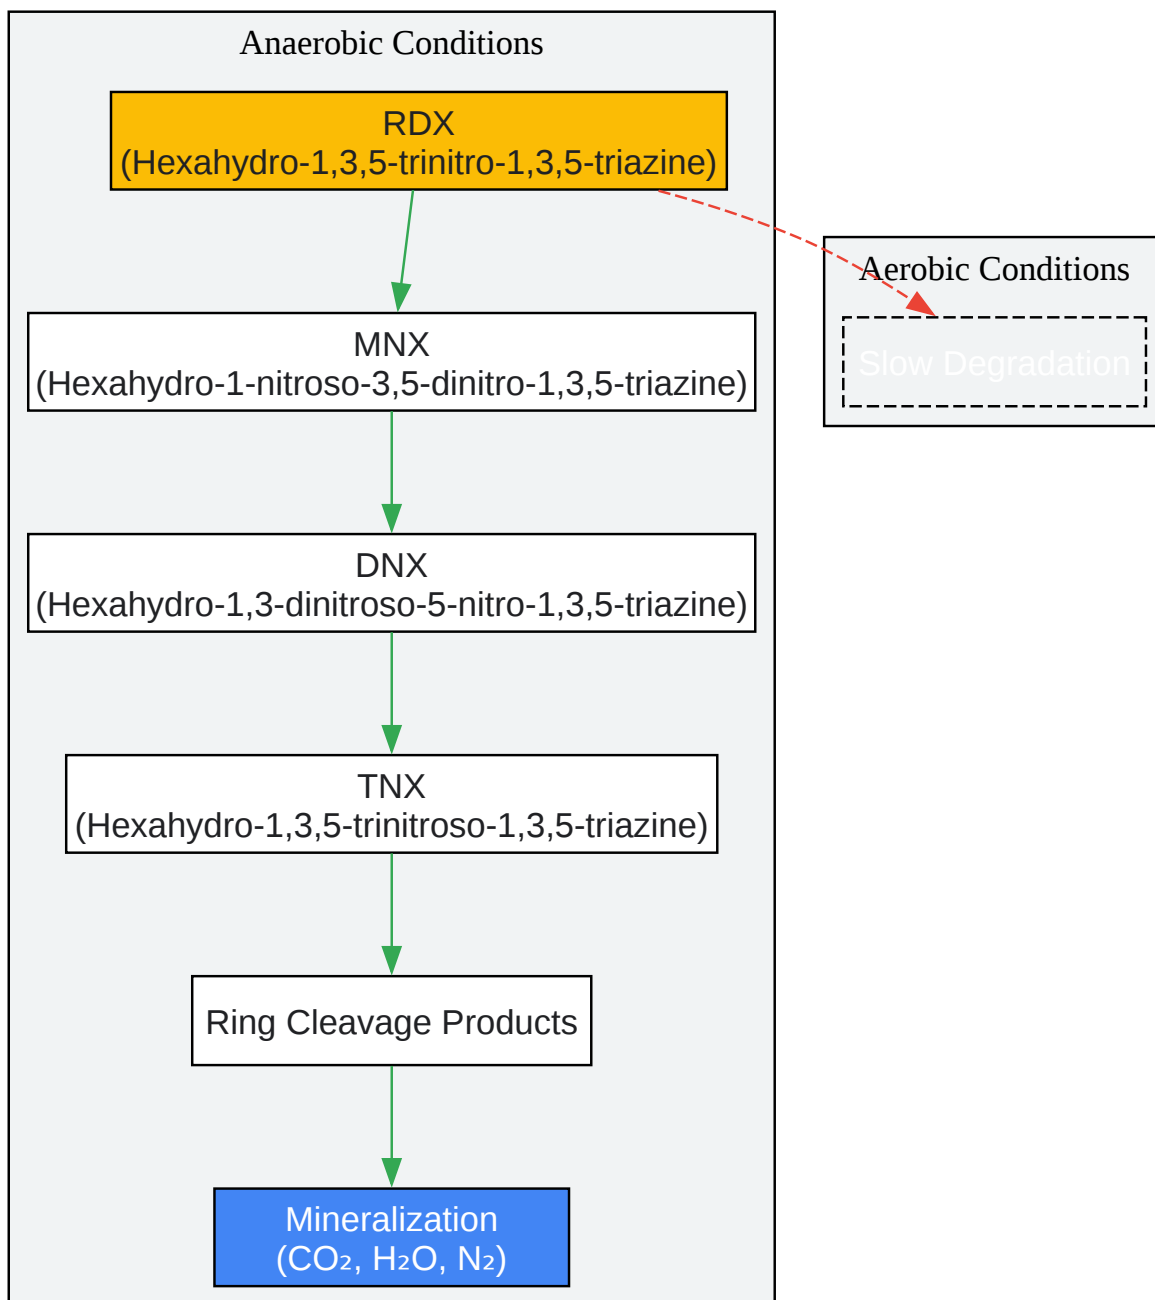 Anaerobic Conditions
RDX
(Hexahydro-1,3,5-trinitro-1,3,5-triazine)
Aerobic Conditions
Slow Degradation
MNX
(Hexahydro-1-nitroso-3,5-dinitro-1,3,5-triazine)
DNX
(Hexahydro-1,3-dinitroso-5-nitro-1,3,5-triazine)
TNX
(Hexahydro-1,3,5-trinitroso-1,3,5-triazine)
Ring Cleavage Products
Mineralization
(CO₂, H₂O, N₂)